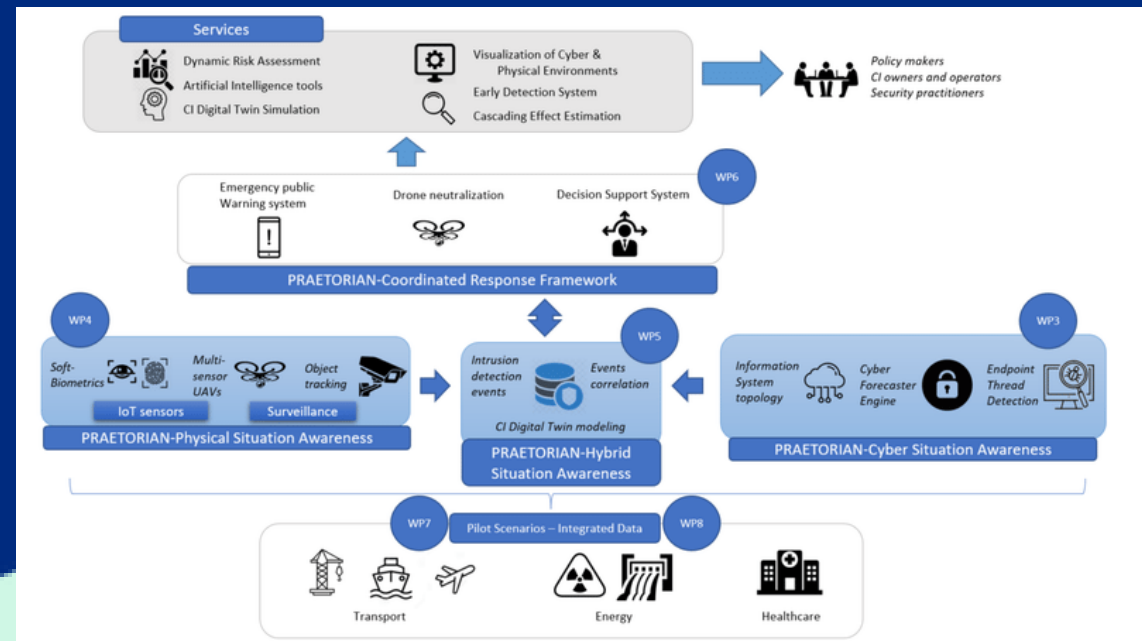 Services
Dynamic Risk Assessment
Artificial Intelligence tools
CI Digital Twin Simulation
Visualization of Cyber &
Physical Environments
Early Detection System
Cascading Effect Estimation
Policy makers
CI owners and operators
Security practitioners
WP6
Emergency public
Warning system
Drone neutralization
Decision Support System
PRAETORIAN-Coordinated Response Framework
WP4
Soft-
Biometrics
Multi-
sensor
UAVs
Object
tracking
IoT sensors
Surveillance
PRAETORIAN-Physical Situation Awareness
WP5
Intrusion
detection
events
Events
correlation
CI Digital Twin modeling
PRAETORIAN-Hybrid
Situation Awareness
WP3
Information
System
topology
Cyber
Forecaster
Engine
Endpoint
Thread
Detection
PRAETORIAN-Cyber Situation Awareness
WP7
Pilot Scenarios – Integrated Data
WP8
Transport
Energy
Healthcare